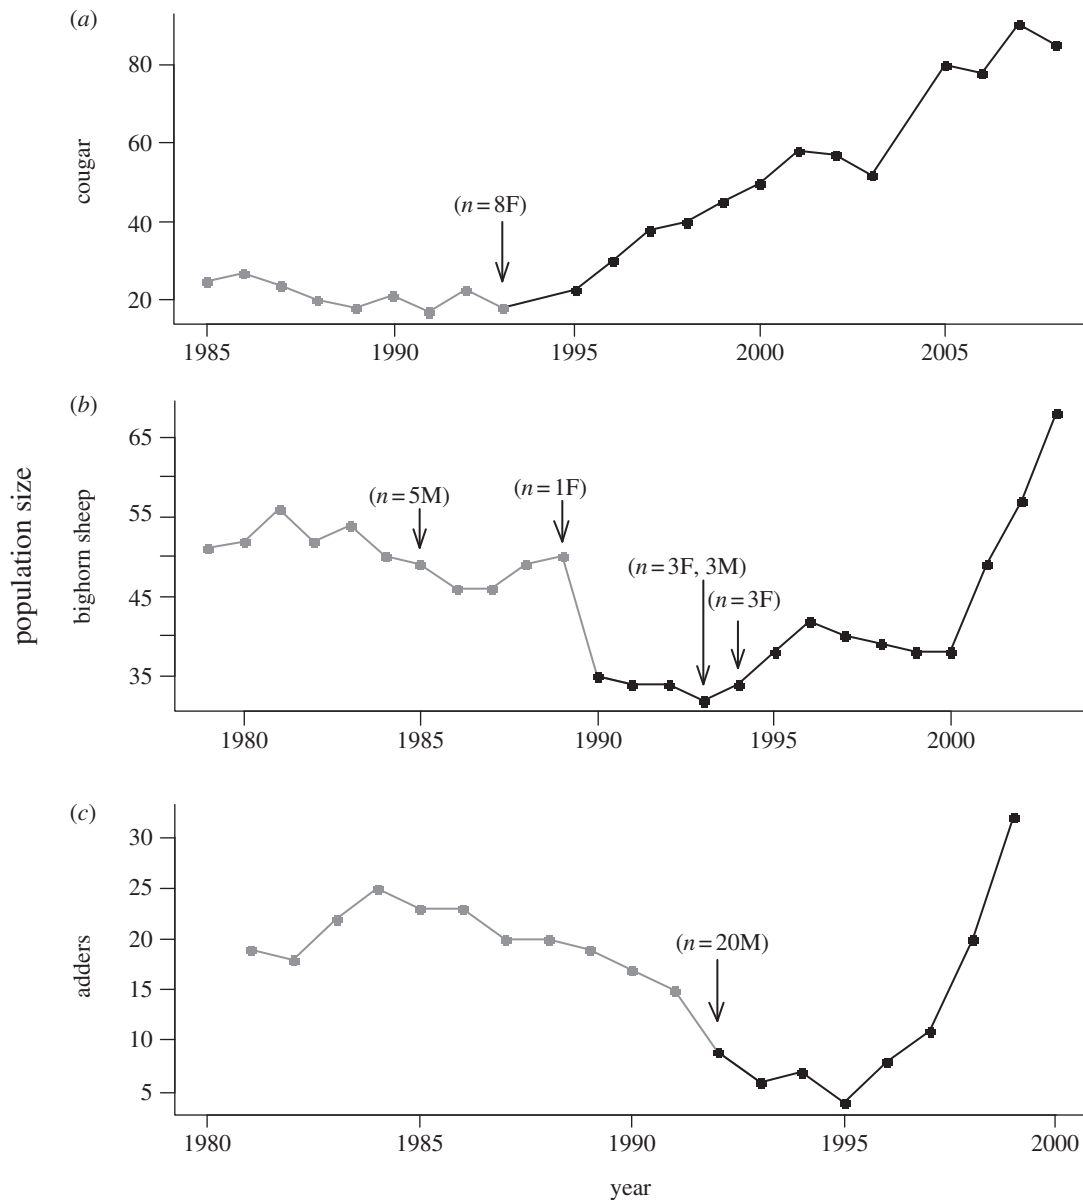 (a)
80
60
40
20
cougar
(n=8F)
1985 1990 1995 2000 2005
(b)
65
55
45
35
population size
bighorn sheep
(n=5M)
(n=1F)
(n=3F, 3M)
(n=3F)
1980 1985 1990 1995 2000
(c)
30
25
20
15
10
5
adders
(n=20M)
1980 1985 1990 1995 2000
year